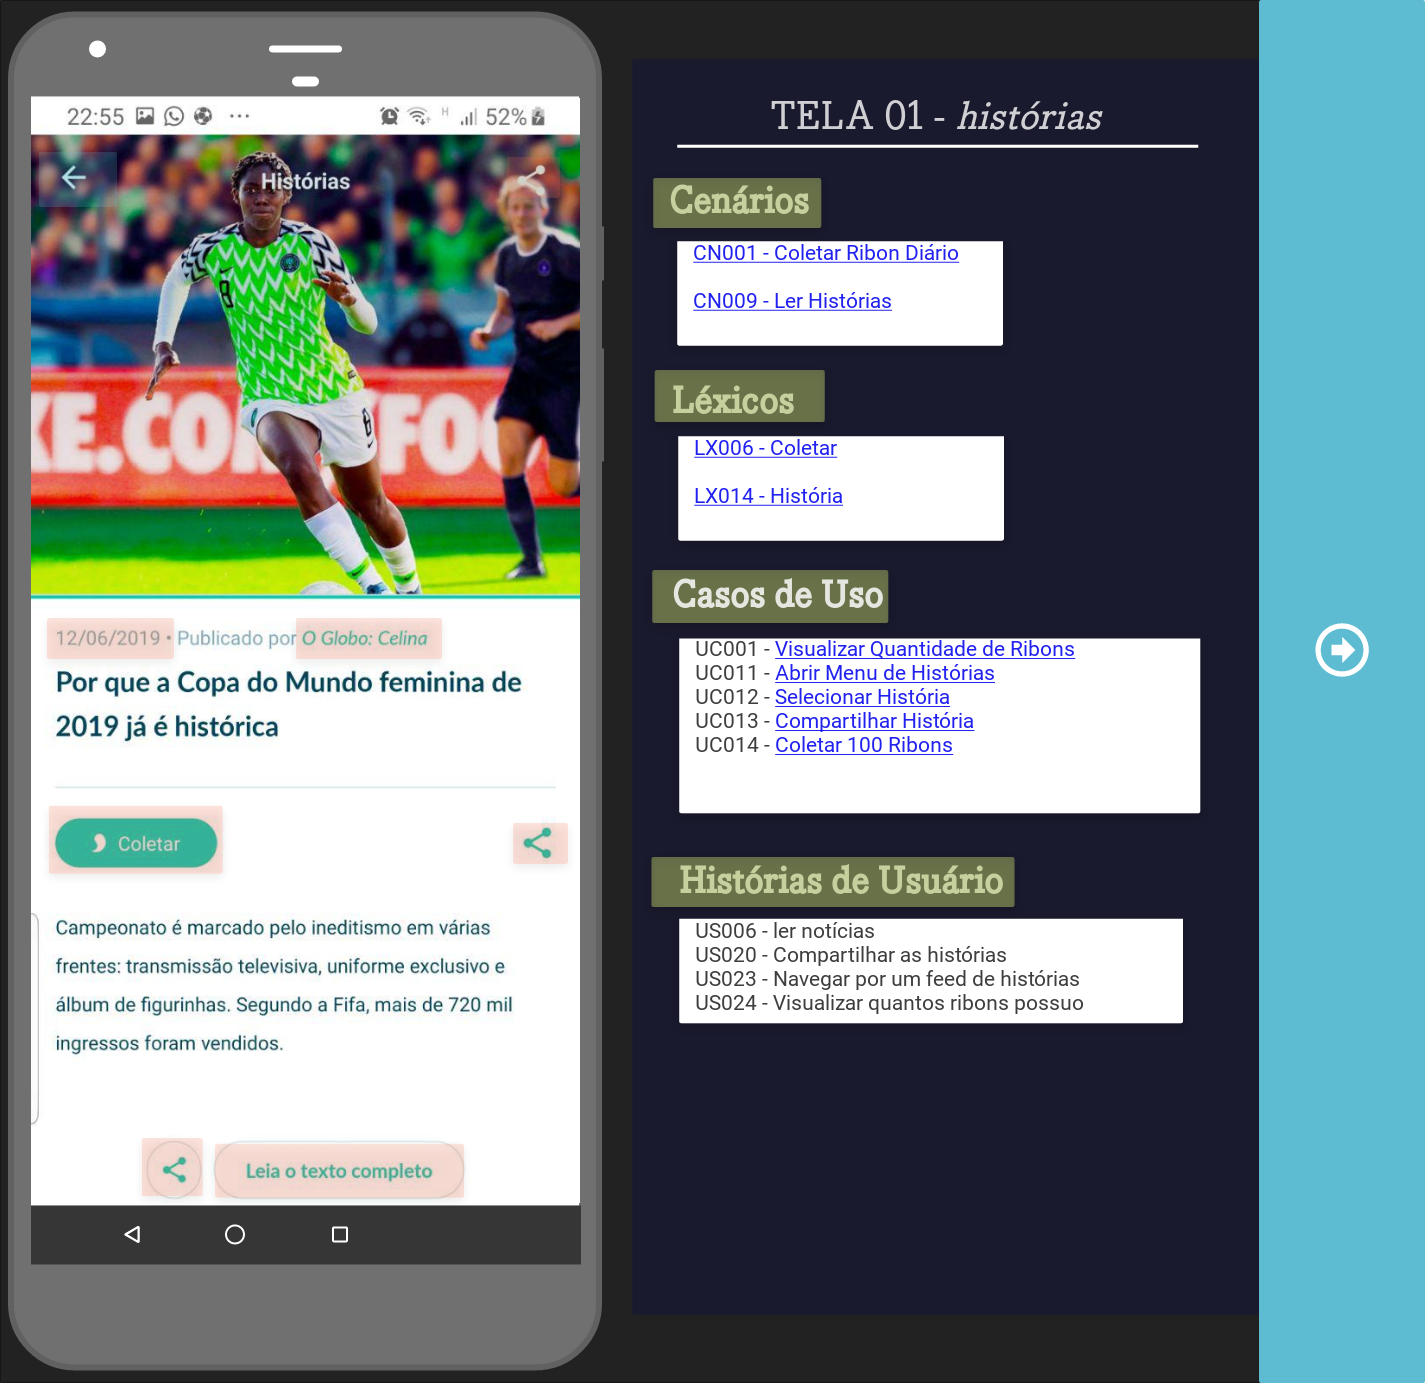 22:55 ... H 52%
Histórias
KE.CO FOO
12/06/2019 • Publicado por O Globo: Celina
Por que a Copa do Mundo feminina de
2019 já é histórica
Coletar
Campeonato é marcado pelo ineditismo em várias
frentes: transmissão televisiva, uniforme exclusivo e
álbum de figurinhas. Segundo a Fifa, mais de 720 mil
ingressos foram vendidos.
Leia o texto completo
TELA 01 - histórias
Cenários
CN001 - Coletar Ribon Diário
CN009 - Ler Histórias
Léxicos
LX006 - Coletar
LX014 - História
Casos de Uso
UC001 - Visualizar Quantidade de Ribons
UC011 - Abrir Menu de Histórias
UC012 - Selecionar História
UC013 - Compartilhar História
UC014 - Coletar 100 Ribons
Histórias de Usuário
US006 - ler notícias
US020 - Compartilhar as histórias
US023 - Navegar por um feed de histórias
US024 - Visualizar quantos ribons possuo